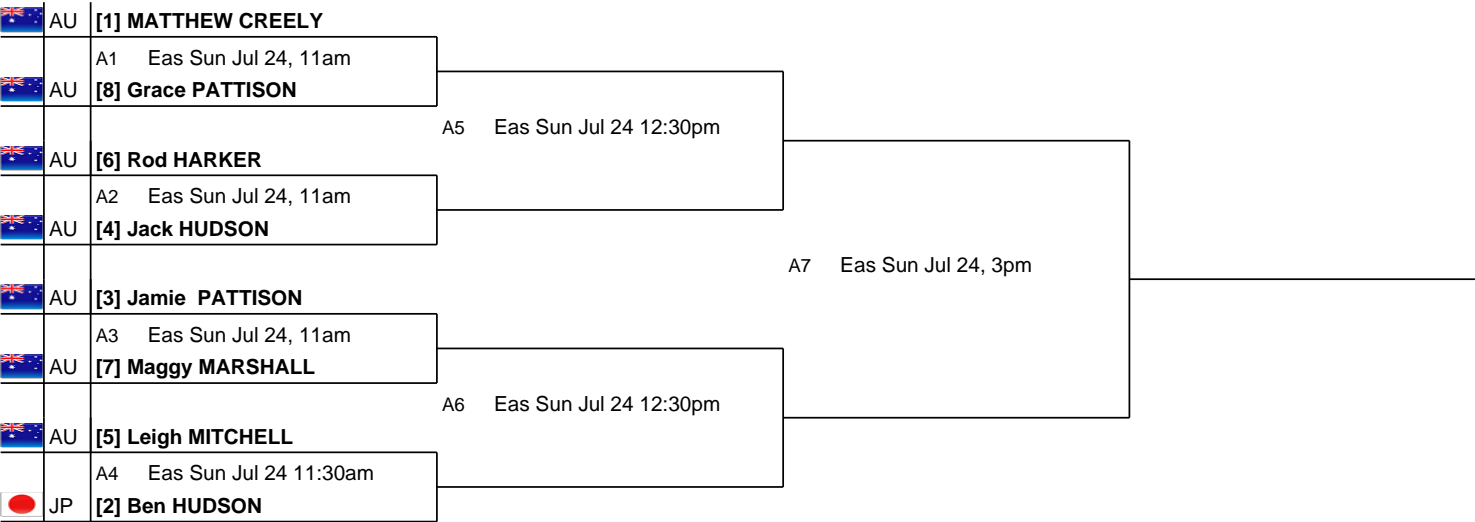 AU [1] MATTHEW CREELY
A1 Eas Sun Jul 24, 11am
AU [8] Grace PATTISON
A5 Eas Sun Jul 24 12:30pm
AU [6] Rod HARKER
A2 Eas Sun Jul 24, 11am
AU [4] Jack HUDSON
A7 Eas Sun Jul 24, 3pm
AU [3] Jamie PATTISON
A3 Eas Sun Jul 24, 11am
AU [7] Maggy MARSHALL
A6 Eas Sun Jul 24 12:30pm
AU [5] Leigh MITCHELL
A4 Eas Sun Jul 24 11:30am
JP [2] Ben HUDSON